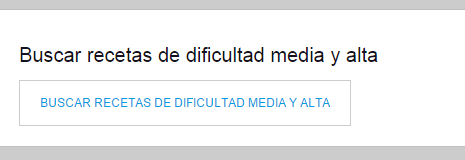 Buscar recetas de dificultad media y alta
BUSCAR RECETAS DE DIFICULTAD MEDIA Y ALTA